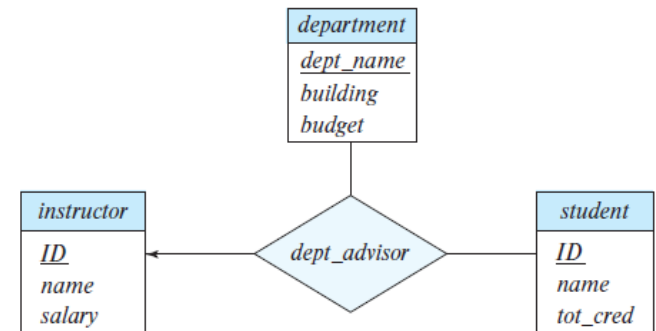 department
dept_name
building
budget
instructor
ID
name
salary
dept_advisor
student
ID
name
tot_cred